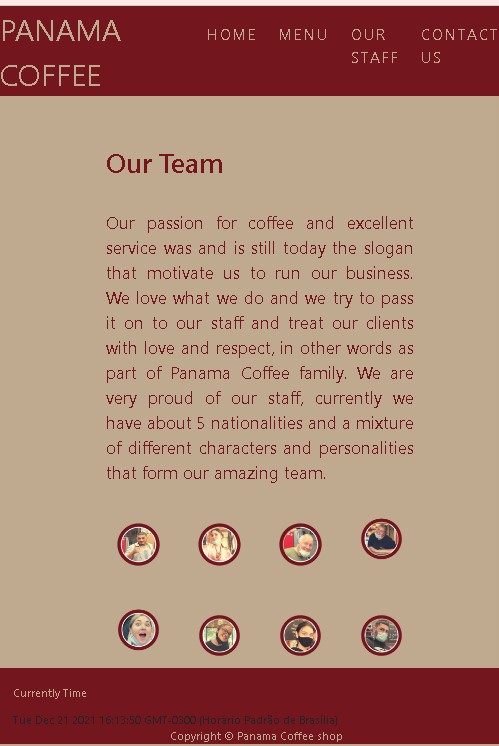 PANAMA
COFFEE
HOME MENU OUR STAFF CONTACT US
Our Team
Our passion for coffee and excellent
service was and is still today the slogan
that motivate us to run our business.
We love what we do and we try to pass
it on to our staff and treat our clients
with love and respect, in other words as
part of Panama Coffee family. We are
very proud of our staff, currently we
have about 5 nationalities and a mixture
of different characters and personalities
that form our amazing team.
Currently Time
Tue Dec 21 2021 16:13:50 GMT-0300 (Horário Padrão de Brasília)
Copyright © Panama Coffee shop